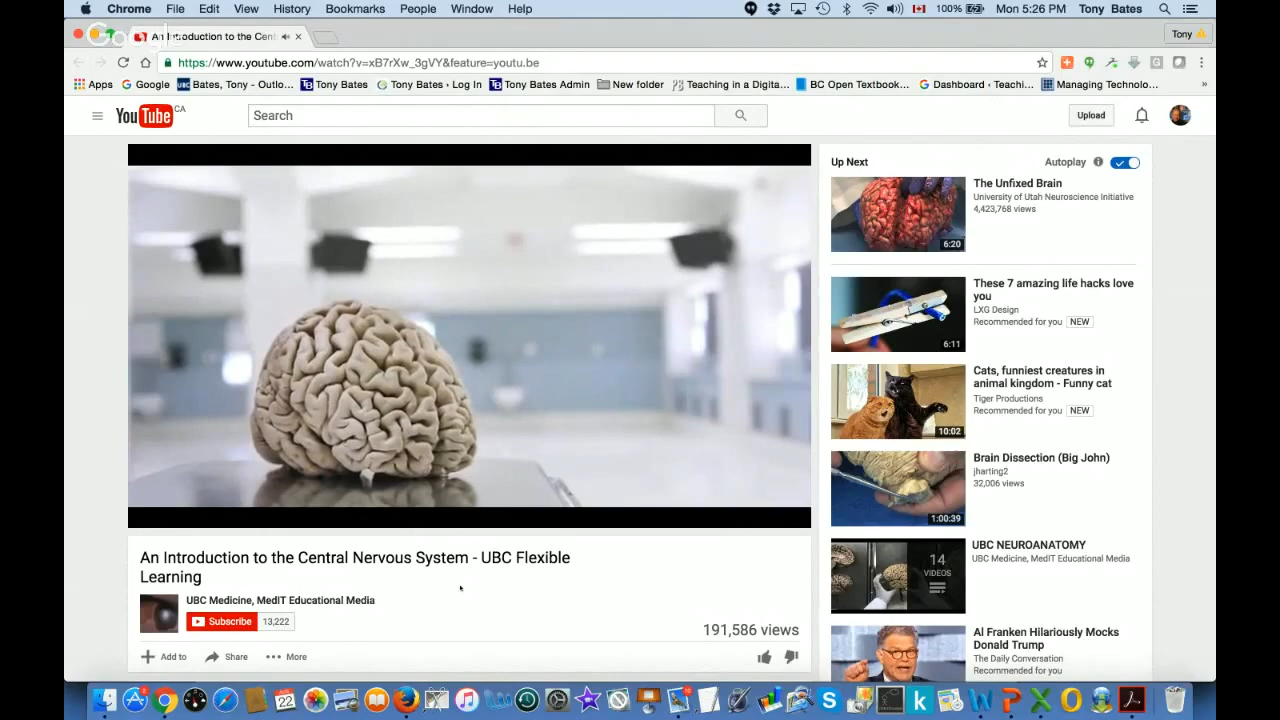 Chrome File Edit View History Bookmarks People Window Help 100% Mon 5:26 PM Tony Bates
Google
An Introduction to the Cent
Tony
https://www.youtube.com/watch?v=xB7rXw_3gVY&feature=youtu.be
Apps Google Bates, Tony - Outlo... Tony Bates Tony Bates › Log In Tony Bates Admin New folder Teaching in a Digita... BC Open Textbook... Dashboard ‹ Teachi... Managing Technolo... »
YouTube CA
Search
Upload
Up Next
Autoplay
The Unfixed Brain
University of Utah Neuroscience Initiative
4,423,768 views
6:20
These 7 amazing life hacks love
you
LXG Design
Recommended for you NEW
6:11
Cats, funniest creatures in
animal kingdom - Funny cat
Tiger Productions
Recommended for you NEW
10:02
Brain Dissection (Big John)
jharting2
32,006 views
1:00:39
UBC NEUROANATOMY
UBC Medicine, MedIT Educational Media
14
VIDEOS
Al Franken Hilariously Mocks
Donald Trump
The Daily Conversation
Recommended for you
An Introduction to the Central Nervous System - UBC Flexible
Learning
UBC Medicine, MedIT Educational Media
Subscribe 13,222
191,586 views
Add to Share More